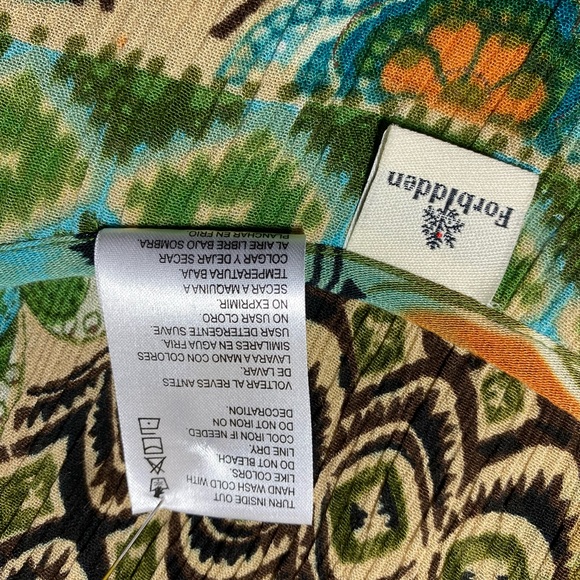 Forbidden
TURN INSIDE OUT
HAND WASH COLD WITH
LIKE COLORS.
DO NOT BLEACH.
LINE DRY.
COOL IRON IF NEEDED.
DO NOT IRON ON
DECORATION.
VOLTEAR AL REVES ANTES
DE LAVAR.
LAVAR A MANO CON COLORES
SIMILARES EN AGUA FRIA.
USAR DETERGENTE SUAVE.
NO USAR CLORO
NO EXPRIMIR.
SECAR A MAQUINA A
TEMPERATURA BAJA.
COLGAR Y DEJAR SECAR
AL AIRE LIBRE BAJO SOMBRA.
PLANCHAR EN FRIO